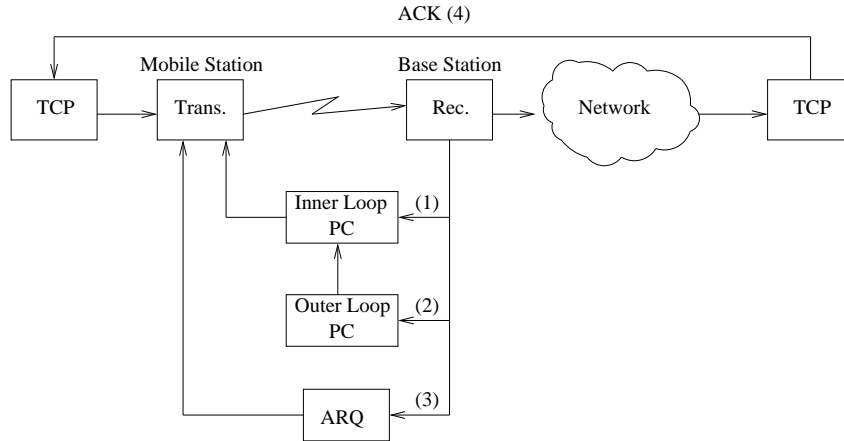 ACK (4)
Mobile Station
Base Station
TCP
Trans.
Rec.
Network
TCP
Inner Loop
PC
(1)
Outer Loop
PC
(2)
ARQ
(3)